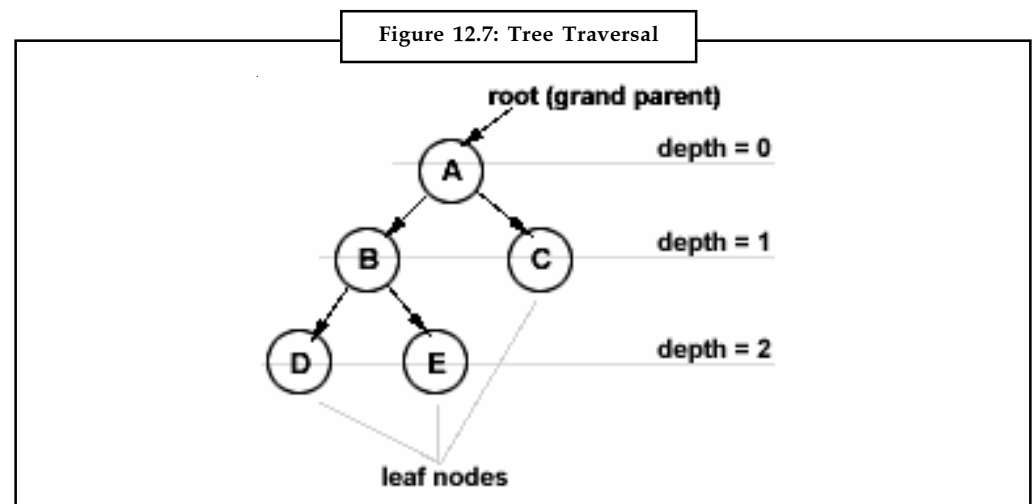 Figure 12.7: Tree Traversal
root (grand parent)
depth = 0
A
depth = 1
B
C
depth = 2
D
E
leaf nodes